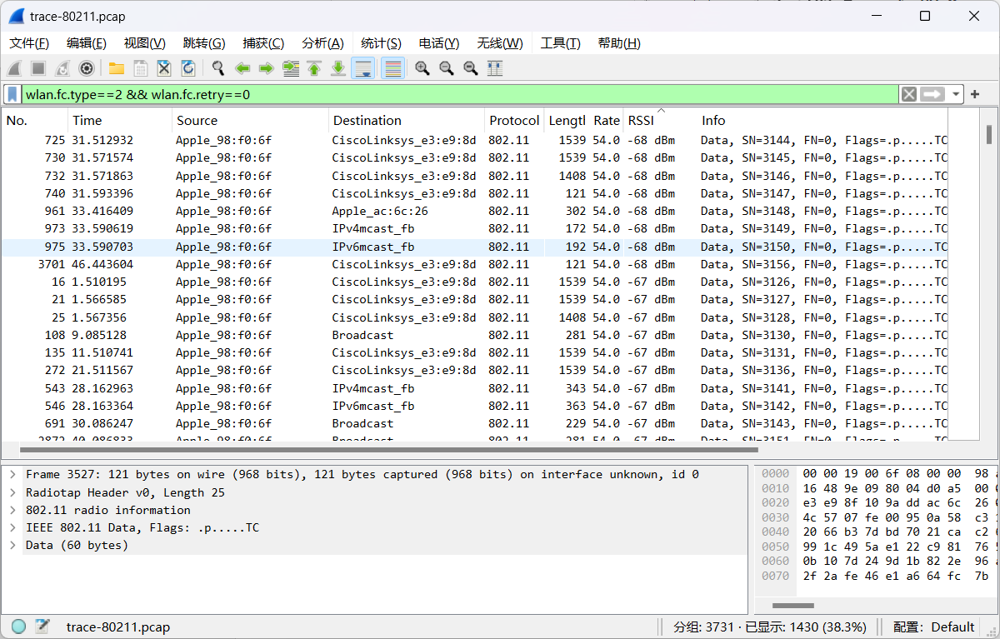 trace-80211.pcap
文件(F) 编辑(E) 视图(V) 跳转(G) 捕获(C) 分析(A) 统计(S) 电话(Y) 无线(W) 工具(T) 帮助(H)
wlan.fc.type==2 && wlan.fc.retry==0
No. Time Source Destination Protocol Lengtl Rate RSSI Info
725 31.512932 Apple_98:f0:6f CiscoLinksys_e3:e9:8d 802.11 1539 54.0 -68 dBm Data, SN=3144, FN=0, Flags=.p.....TC
730 31.571574 Apple_98:f0:6f CiscoLinksys_e3:e9:8d 802.11 1539 54.0 -68 dBm Data, SN=3145, FN=0, Flags=.p.....TC
732 31.571863 Apple_98:f0:6f CiscoLinksys_e3:e9:8d 802.11 1408 54.0 -68 dBm Data, SN=3146, FN=0, Flags=.p.....TC
740 31.593396 Apple_98:f0:6f CiscoLinksys_e3:e9:8d 802.11 121 54.0 -68 dBm Data, SN=3147, FN=0, Flags=.p.....TC
961 33.416409 Apple_98:f0:6f Apple_ac:6c:26 802.11 302 54.0 -68 dBm Data, SN=3148, FN=0, Flags=.p.....TC
973 33.590619 Apple_98:f0:6f IPv4mcast_fb 802.11 172 54.0 -68 dBm Data, SN=3149, FN=0, Flags=.p.....TC
975 33.590703 Apple_98:f0:6f IPv6mcast_fb 802.11 192 54.0 -68 dBm Data, SN=3150, FN=0, Flags=.p.....TC
3701 46.443604 Apple_98:f0:6f CiscoLinksys_e3:e9:8d 802.11 121 54.0 -68 dBm Data, SN=3156, FN=0, Flags=.p.....TC
16 1.510195 Apple_98:f0:6f CiscoLinksys_e3:e9:8d 802.11 1539 54.0 -67 dBm Data, SN=3126, FN=0, Flags=.p.....TC
21 1.566585 Apple_98:f0:6f CiscoLinksys_e3:e9:8d 802.11 1539 54.0 -67 dBm Data, SN=3127, FN=0, Flags=.p.....TC
25 1.567356 Apple_98:f0:6f CiscoLinksys_e3:e9:8d 802.11 1408 54.0 -67 dBm Data, SN=3128, FN=0, Flags=.p.....TC
108 9.085128 Apple_98:f0:6f Broadcast 802.11 281 54.0 -67 dBm Data, SN=3130, FN=0, Flags=.p.....TC
135 11.510741 Apple_98:f0:6f CiscoLinksys_e3:e9:8d 802.11 1539 54.0 -67 dBm Data, SN=3131, FN=0, Flags=.p.....TC
272 21.511567 Apple_98:f0:6f CiscoLinksys_e3:e9:8d 802.11 1539 54.0 -67 dBm Data, SN=3136, FN=0, Flags=.p.....TC
543 28.162963 Apple_98:f0:6f IPv4mcast_fb 802.11 343 54.0 -67 dBm Data, SN=3141, FN=0, Flags=.p.....TC
546 28.163364 Apple_98:f0:6f IPv6mcast_fb 802.11 363 54.0 -67 dBm Data, SN=3142, FN=0, Flags=.p.....TC
691 30.086247 Apple_98:f0:6f Broadcast 802.11 229 54.0 -67 dBm Data, SN=3143, FN=0, Flags=.p.....TC
2872 40.086833 Apple_98:f0:6f Broadcast 802.11 281 54.0 -67 dBm Data, SN=3151, FN=0, Flags=.p.....TC
Frame 3527: 121 bytes on wire (968 bits), 121 bytes captured (968 bits) on interface unknown, id 0
Radiotap Header v0, Length 25
802.11 radio information
IEEE 802.11 Data, Flags: .p.....TC
Data (60 bytes)
0000 00 00 19 00 6f 08 00 00 98
0010 16 48 9e 09 80 04 d0 a5 00
0020 e3 e9 8f 10 9a dd ac 6c 26
0030 4c 57 07 fe 00 95 0a 58 c3
0040 20 66 b3 7d bd 70 21 ca c2
0050 99 1c 49 5a e1 22 c9 81 76
0060 0b 10 7d 24 9d 1b 82 2e 96
0070 2f 2a fe 46 e1 a6 64 fc 7b
trace-80211.pcap 分组: 3731 · 已显示: 1430 (38.3%) 配置: Default